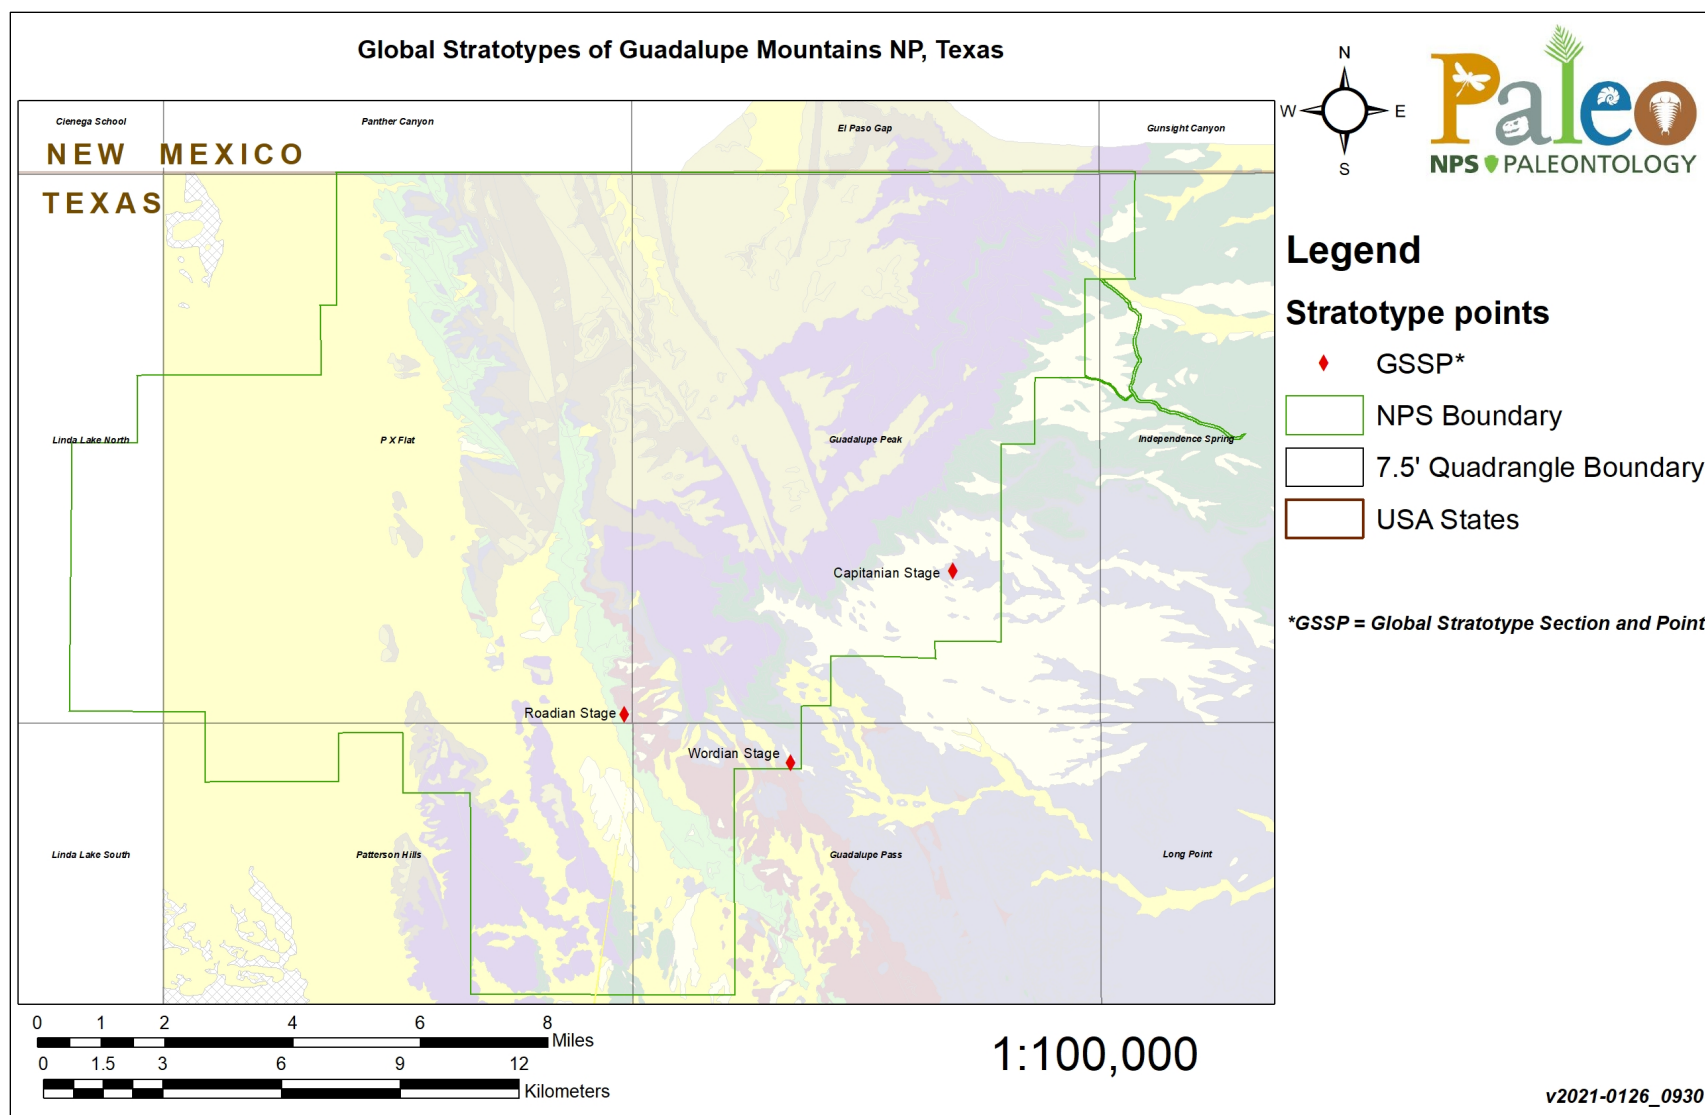 Global Stratotypes of Guadalupe Mountains NP, Texas
N
W E
S
Paleo
NPS PALEONTOLOGY
Cienega School
Panther Canyon
El Paso Gap
Gunsight Canyon
NEW MEXICO
TEXAS
Legend
Stratotype points
GSSP*
NPS Boundary
7.5' Quadrangle Boundary
USA States
*GSSP = Global Stratotype Section and Point
Linda Lake North
P X Flat
Guadalupe Peak
Independence Spring
Capitanian Stage
Roadian Stage
Wordian Stage
Linda Lake South
Patterson Hills
Guadalupe Pass
Long Point
0 1 2 4 6 8
Miles
0 1.5 3 6 9 12
Kilometers
1:100,000
v2021-0126_0930